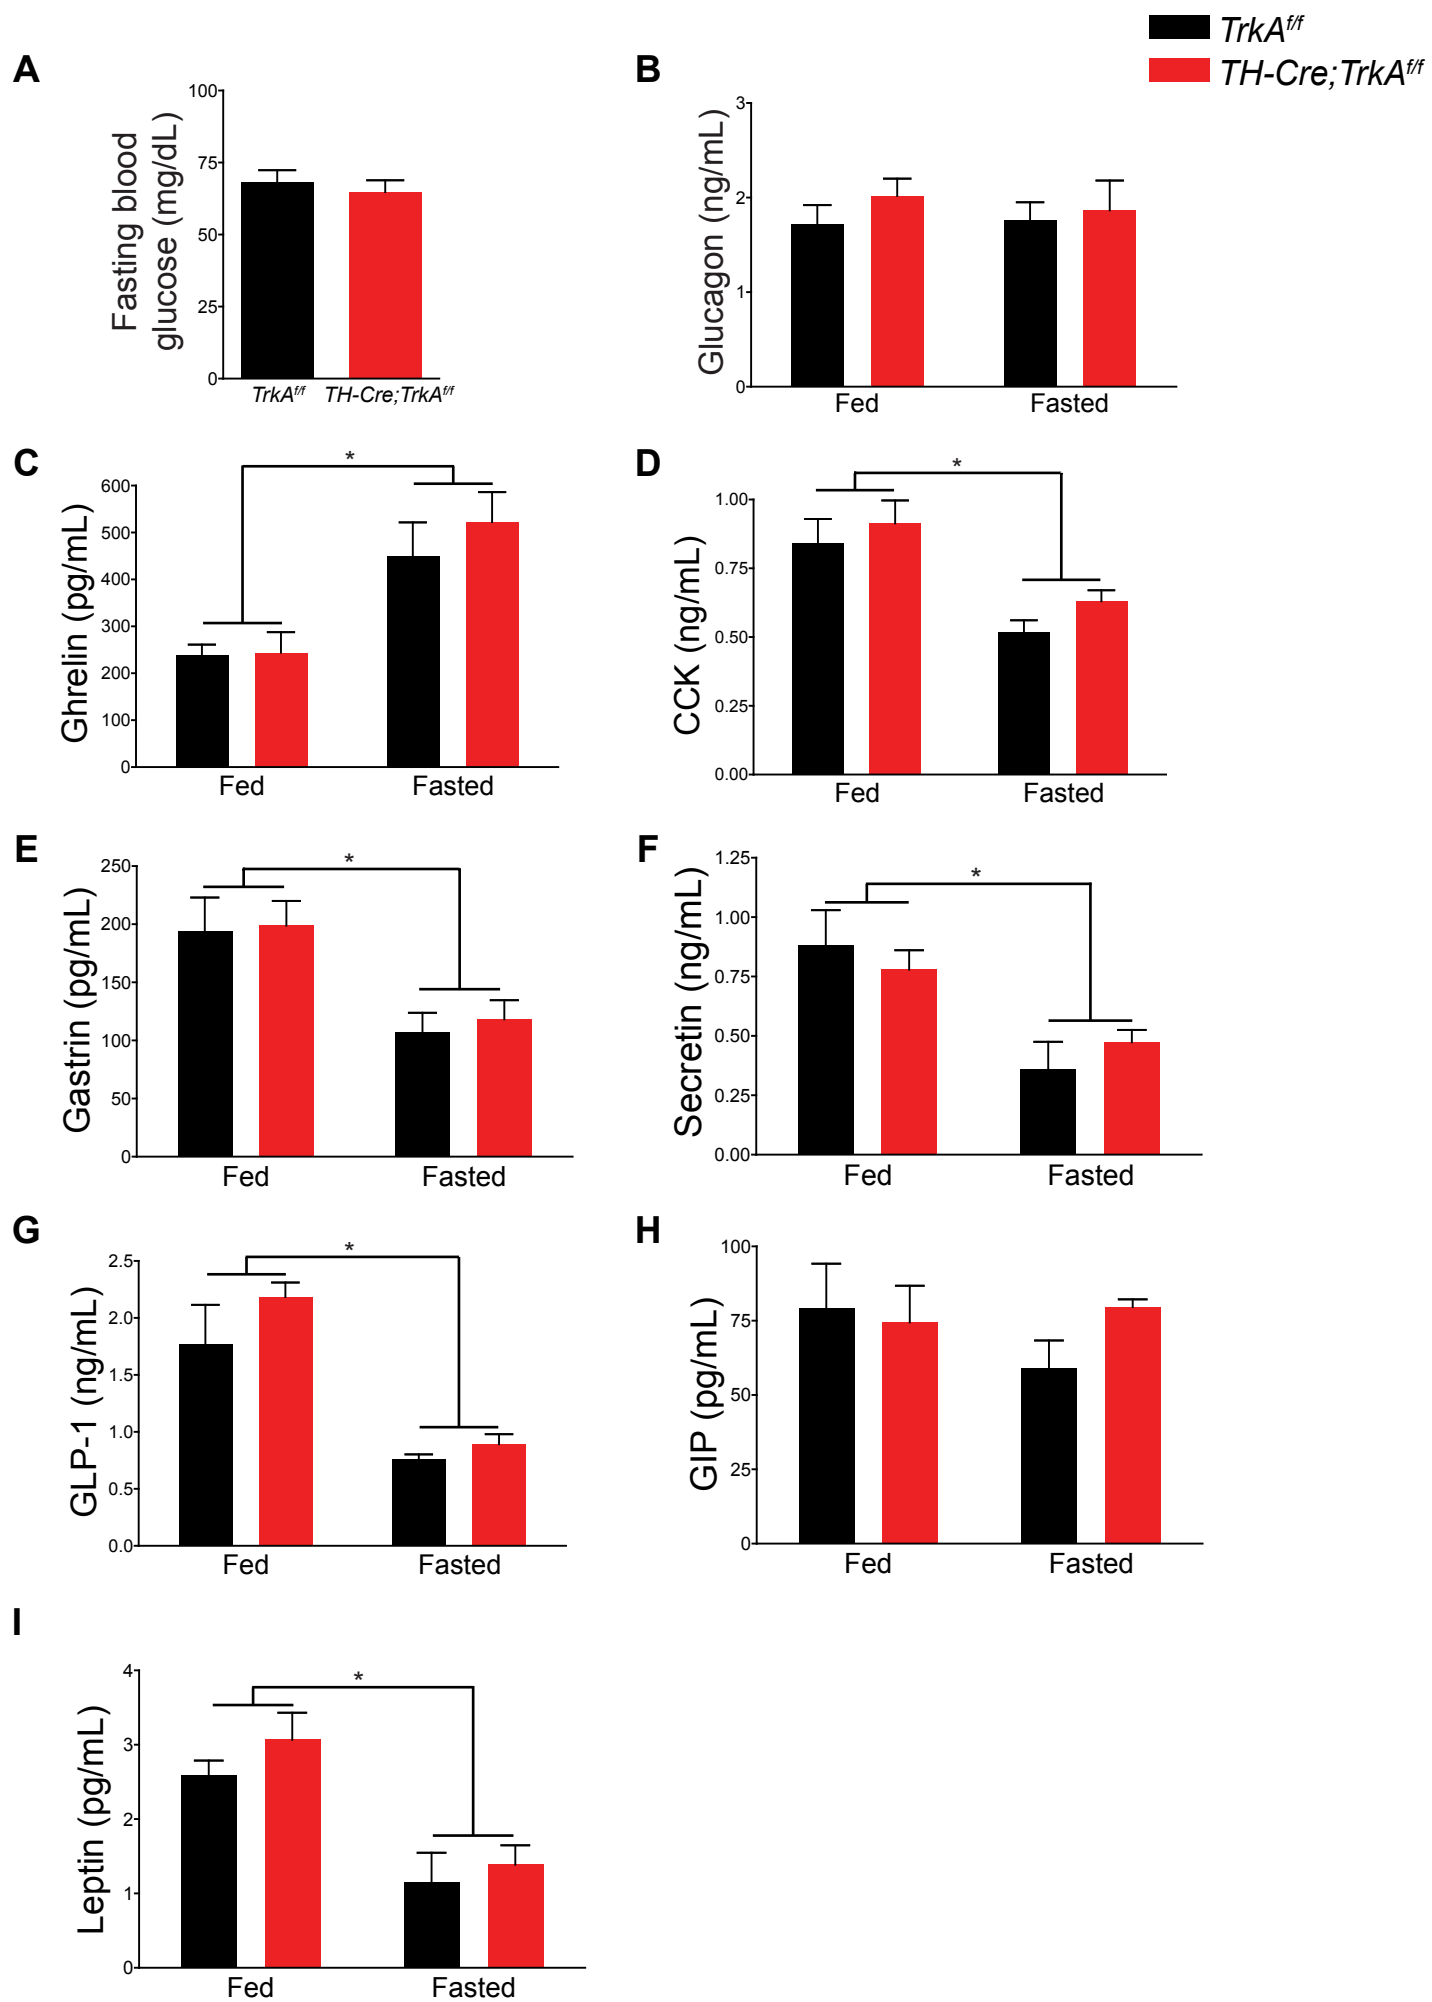 TrkA^f/f
TH-Cre;TrkA^f/f
A
Fasting blood
glucose (mg/dL)
100
75
50
25
0
TrkA^f/f TH-Cre;TrkA^f/f
B
Glucagon (ng/mL)
3
2
1
0
Fed Fasted
C
Ghrelin (pg/mL)
*
600
500
400
300
200
100
0
Fed Fasted
D
CCK (ng/mL)
*
1.00
0.75
0.50
0.25
0.00
Fed Fasted
E
Gastrin (pg/mL)
*
250
200
150
100
50
0
Fed Fasted
F
Secretin (ng/mL)
*
1.25
1.00
0.75
0.50
0.25
0.00
Fed Fasted
G
GLP-1 (ng/mL)
*
2.5
2.0
1.5
1.0
0.5
0.0
Fed Fasted
H
GIP (pg/mL)
100
75
50
25
0
Fed Fasted
I
Leptin (pg/mL)
*
4
3
2
1
0
Fed Fasted